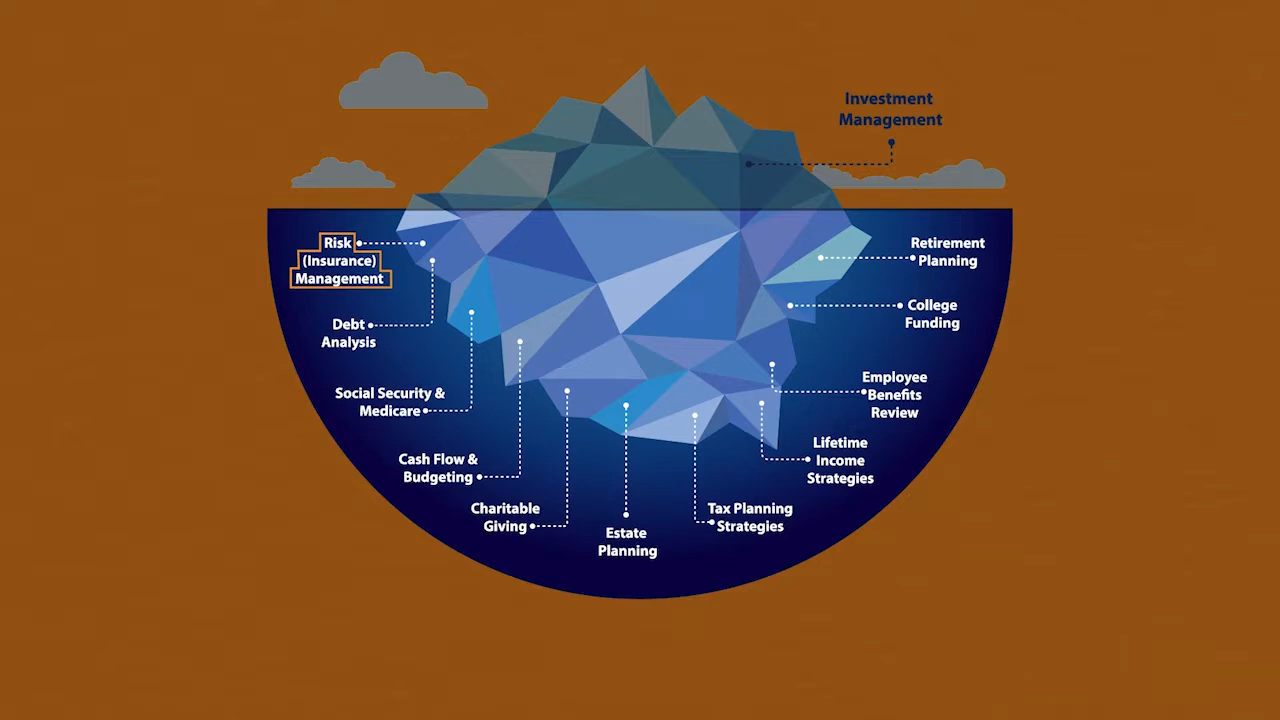 Investment
Management
Risk
(Insurance)
Management
Debt
Analysis
Social Security &
Medicare
Cash Flow &
Budgeting
Charitable
Giving
Estate
Planning
Tax Planning
Strategies
Lifetime
Income
Strategies
Employee
Benefits
Review
College
Funding
Retirement
Planning